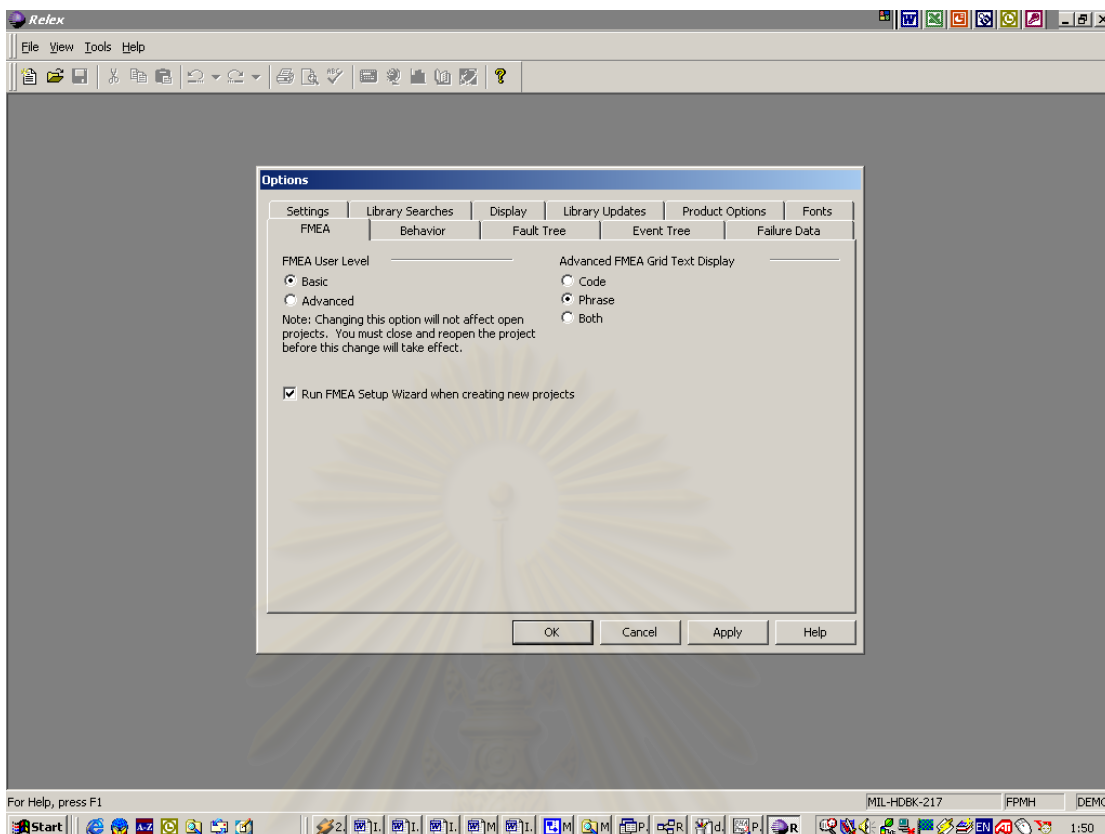 Relex
File View Tools Help
Options
Settings Library Searches Display Library Updates Product Options Fonts
FMEA Behavior Fault Tree Event Tree Failure Data
FMEA User Level
Basic
Advanced
Note: Changing this option will not affect open
projects. You must close and reopen the project
before this change will take effect.
Advanced FMEA Grid Text Display
Code
Phrase
Both
Run FMEA Setup Wizard when creating new projects
OK Cancel Apply Help
For Help, press F1 MIL-HDBK-217 FPMH DEMO
Start 2. I. I. I. M I. M M P. R. d. P. R EN 1:50